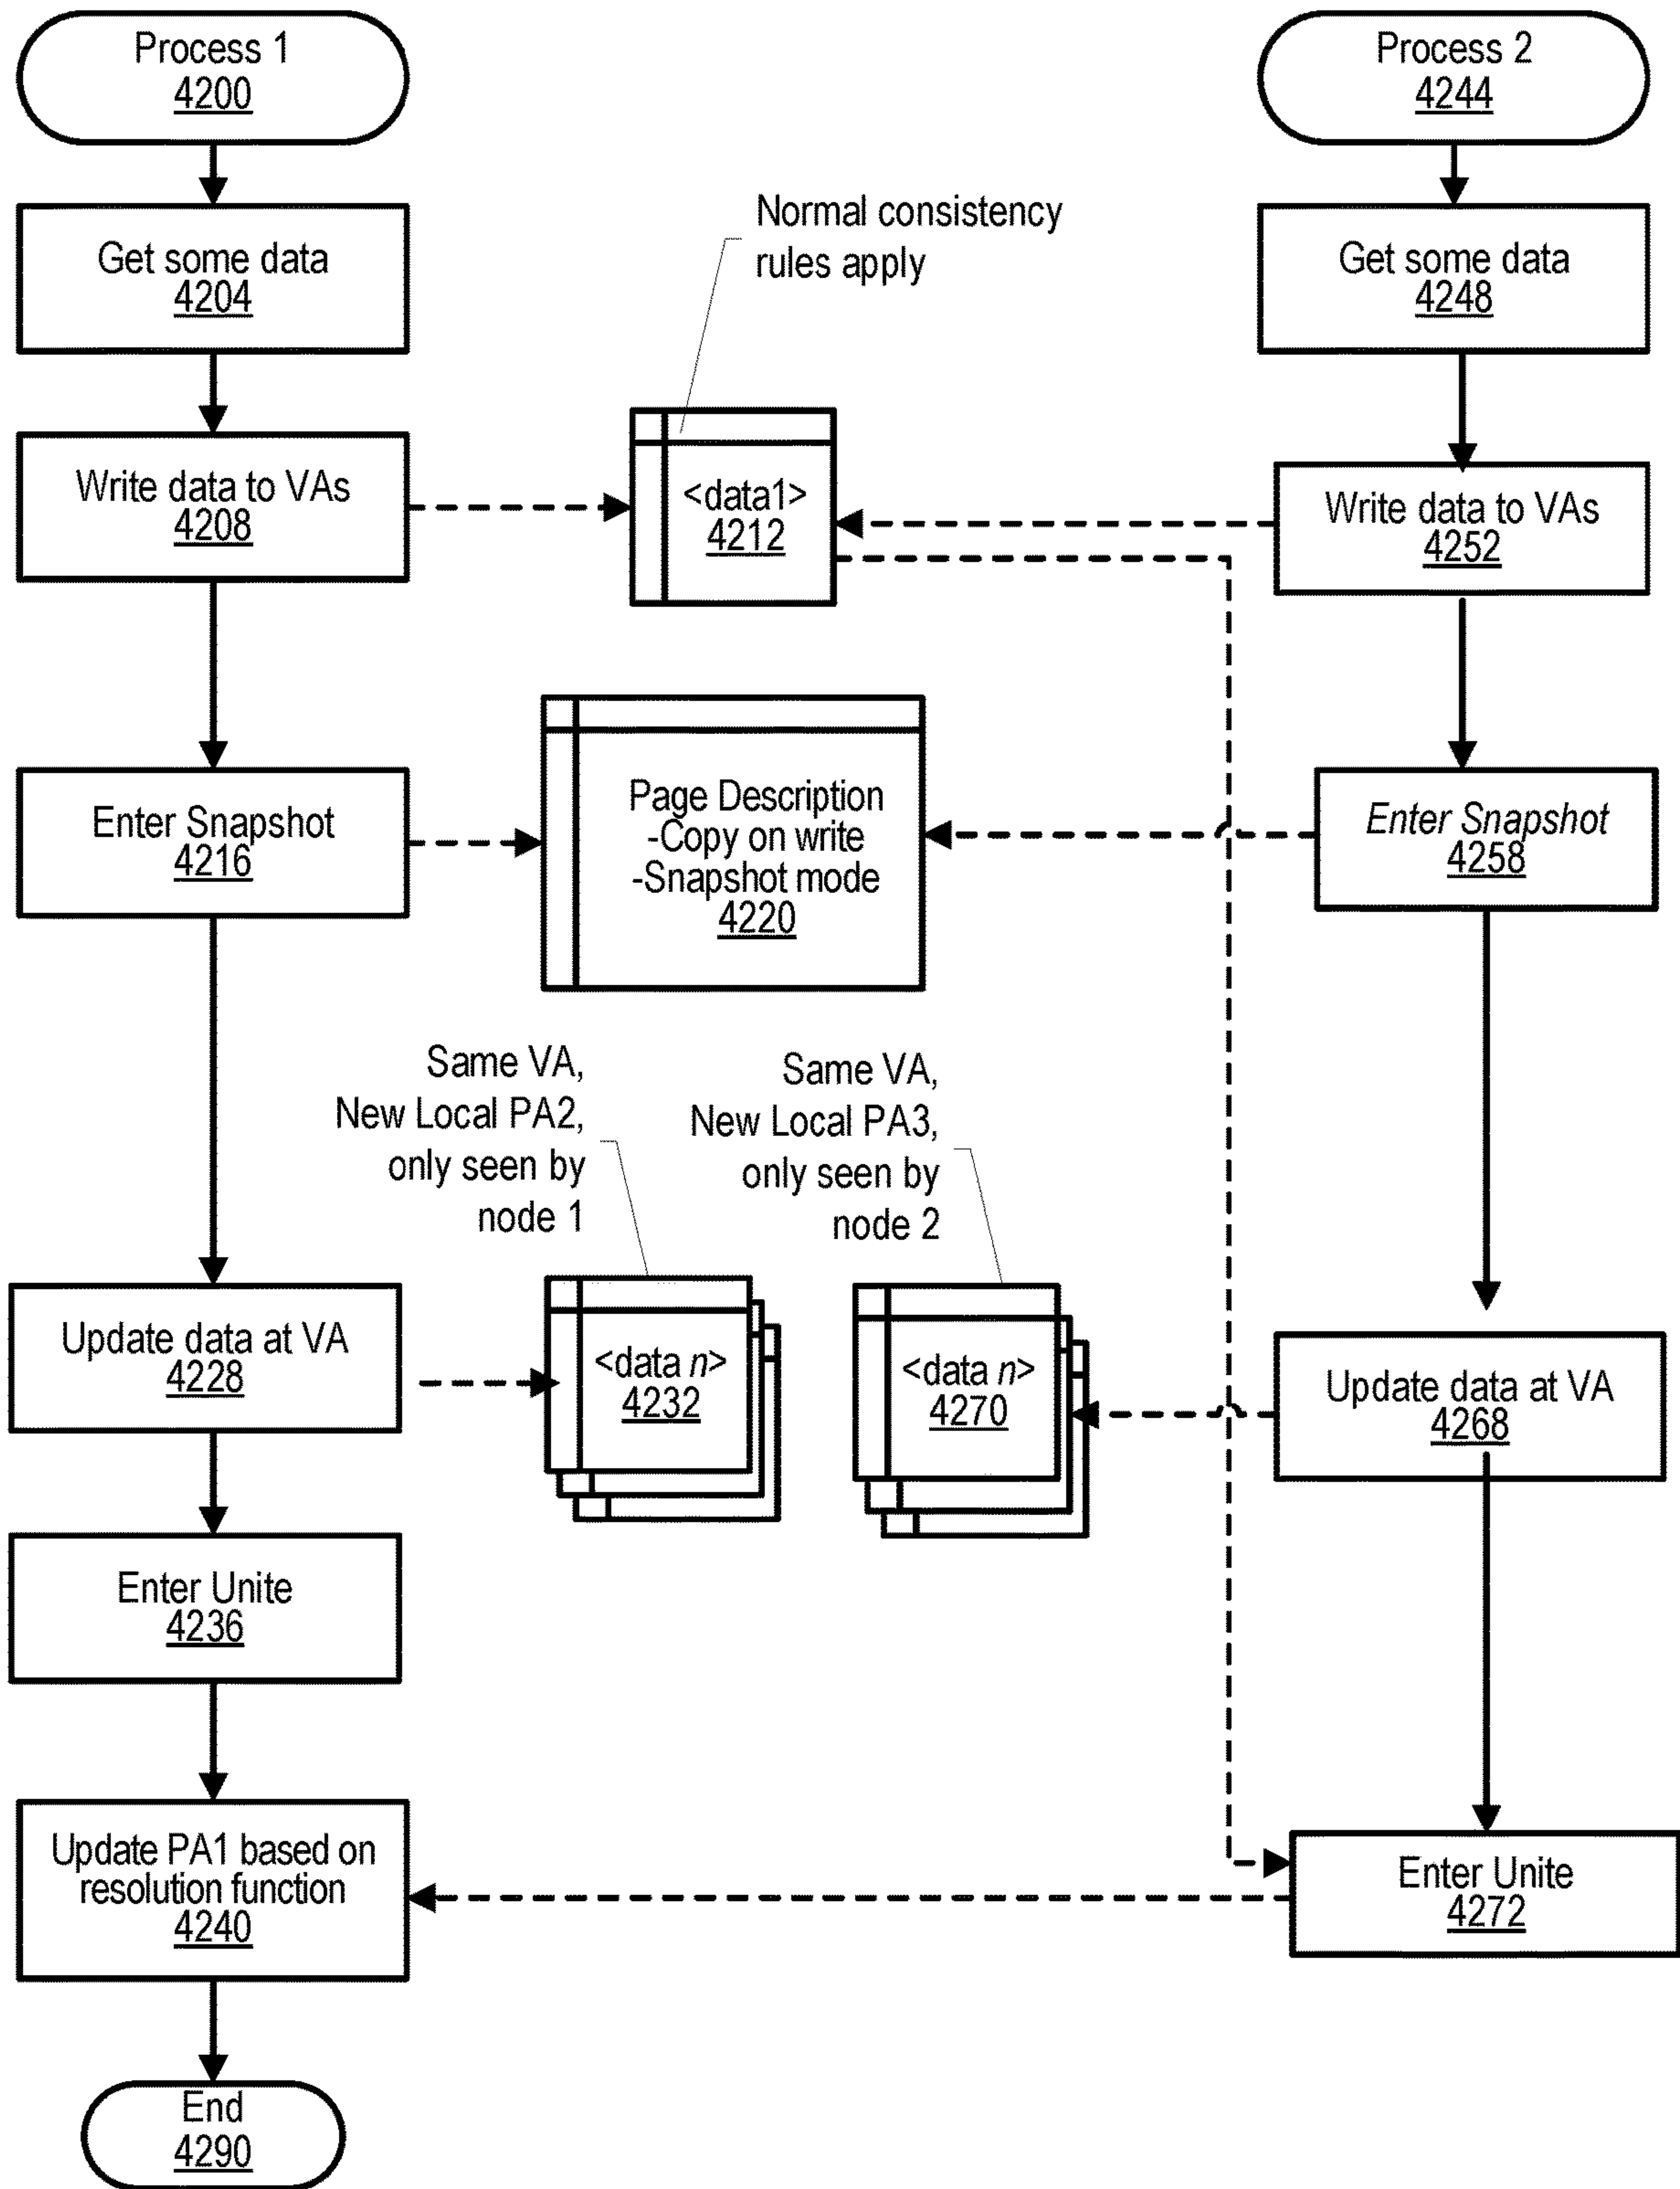 Process 1
4200
Process 2
4244
Get some data
4204
Normal consistency
rules apply
Get some data
4248
Write data to VAs
4208
<data1>
4212
Write data to VAs
4252
Enter Snapshot
4216
Page Description
-Copy on write
-Snapshot mode
4220
Enter Snapshot
4258
Same VA,
New Local PA2,
only seen by
node 1
Same VA,
New Local PA3,
only seen by
node 2
Update data at VA
4228
<data n>
4232
<data n>
4270
Update data at VA
4268
Enter Unite
4236
Update PA1 based on
resolution function
4240
Enter Unite
4272
End
4290